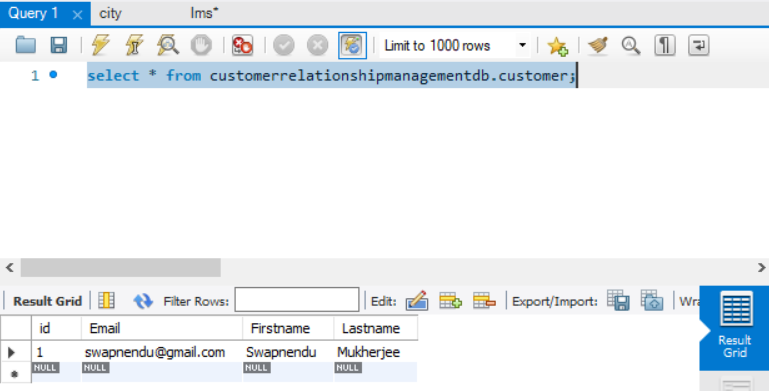 Query 1 city lms*
Limit to 1000 rows
1 select * from customerrelationshipmanagementdb.customer;
Result Grid Filter Rows: Edit: Export/Import: Wra
Result
Grid
id Email Firstname Lastname
1 swapnendu@gmail.com Swapnendu Mukherjee
NULL NULL NULL NULL